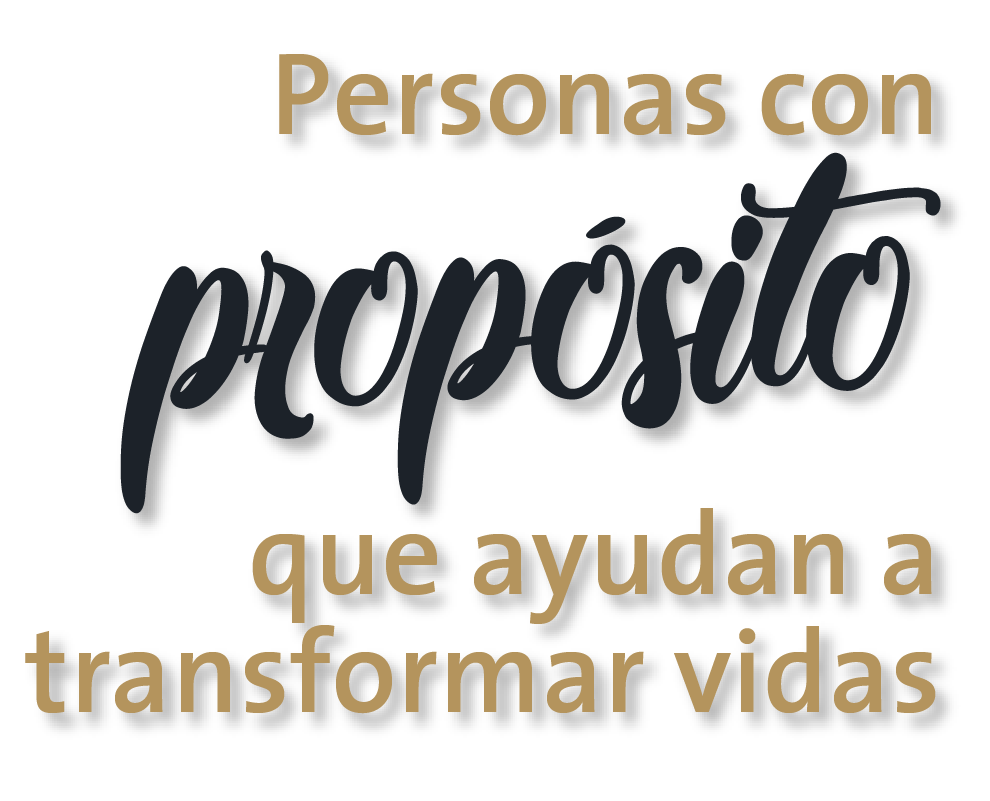 Personas con
propósito
que ayudan a
transformar vidas